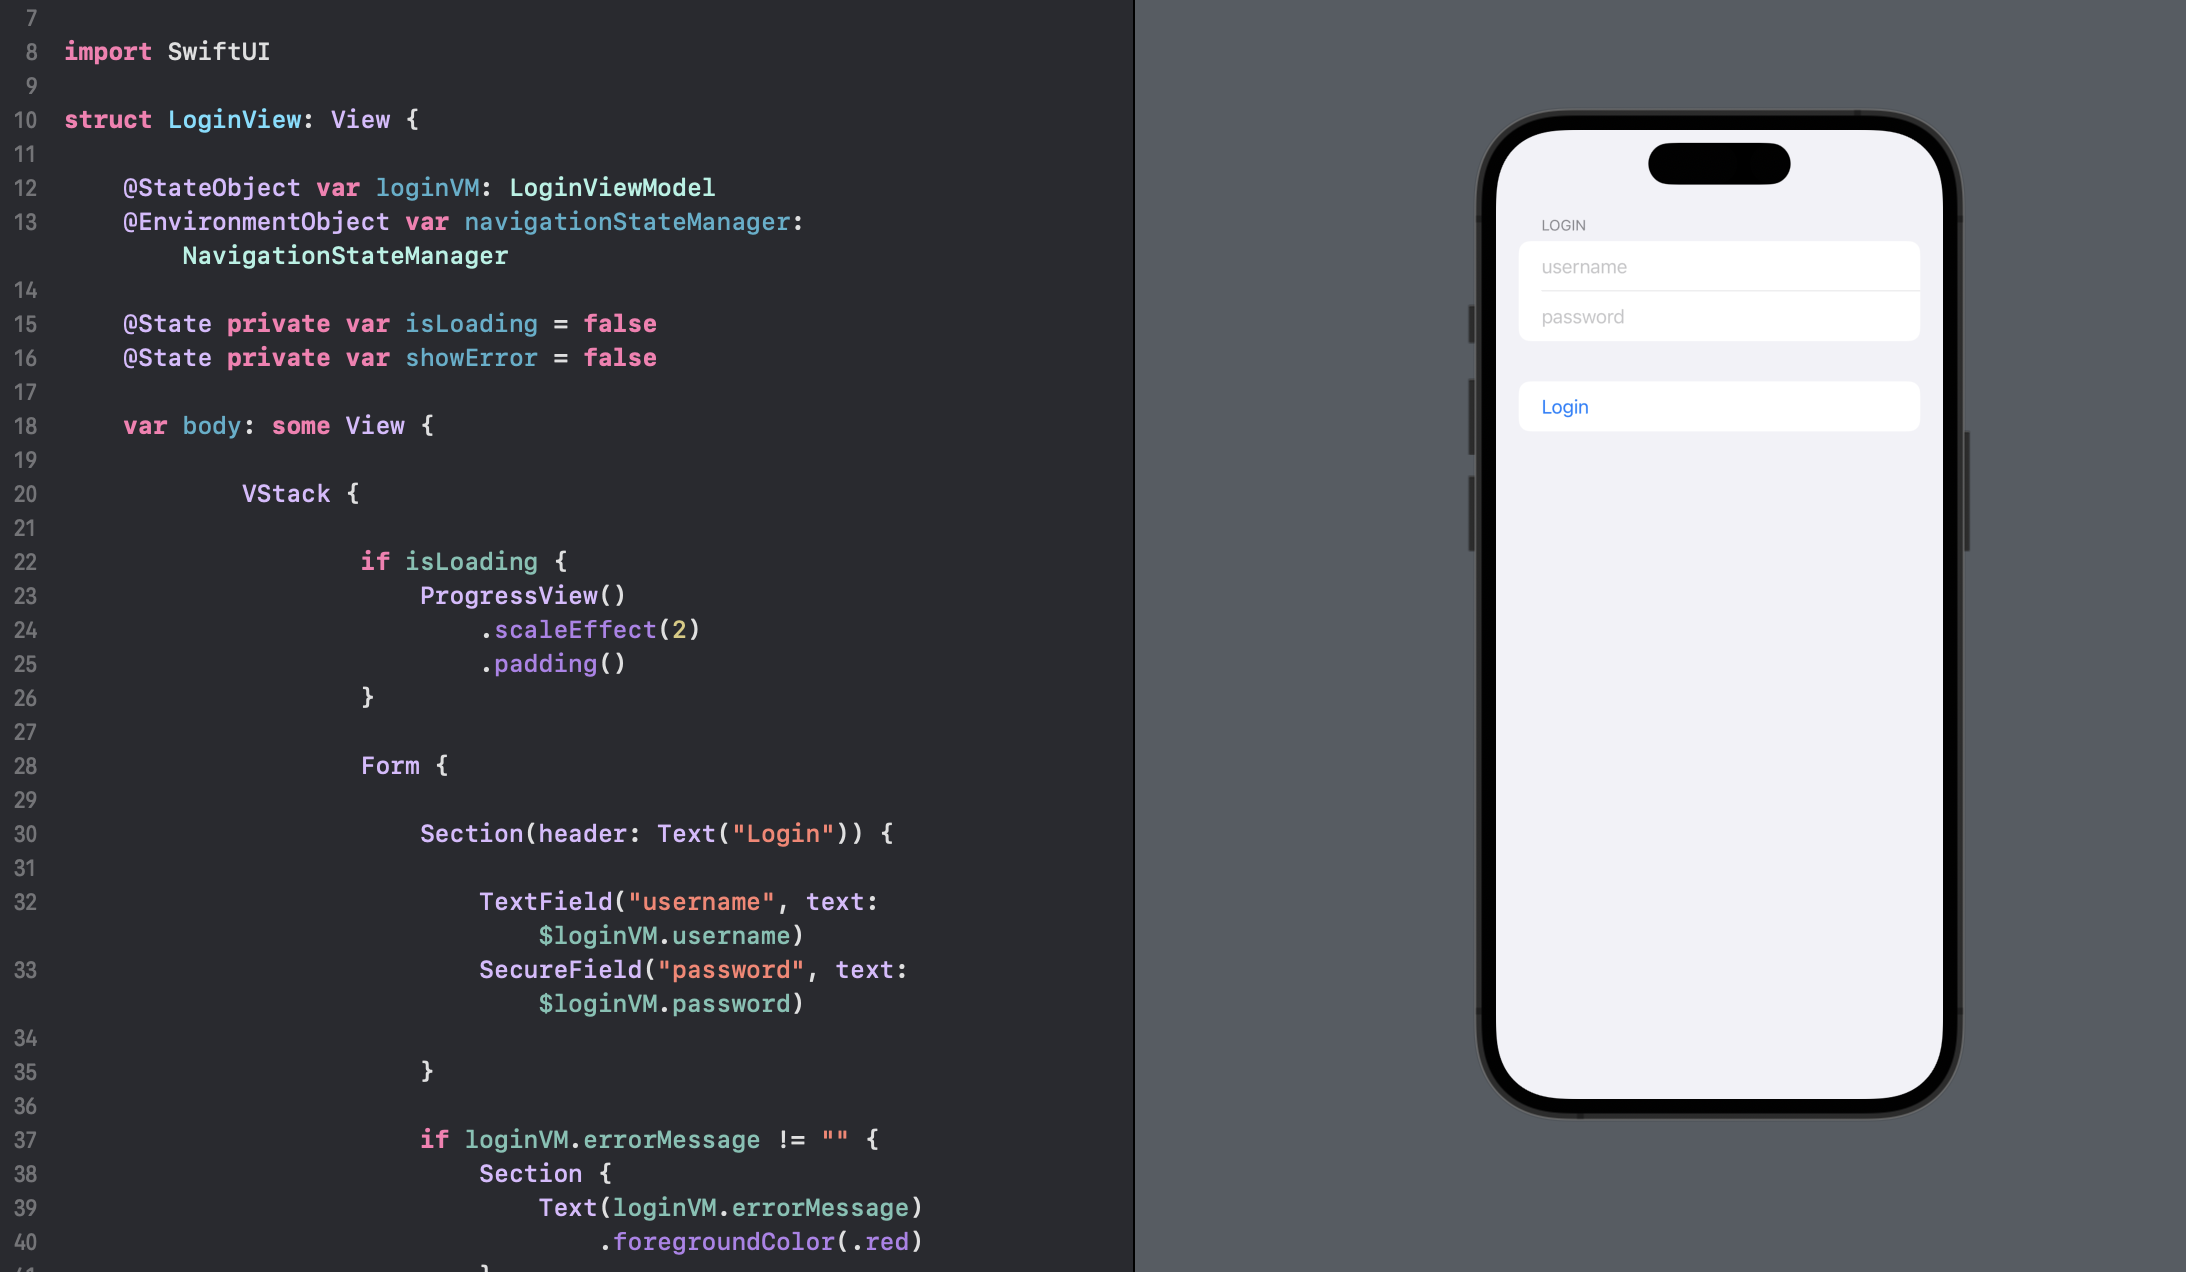 7
8 import SwiftUI
9
10 struct LoginView: View {
11
12 @StateObject var loginVM: LoginViewModel
13 @EnvironmentObject var navigationStateManager:
NavigationStateManager
14
15 @State private var isLoading = false
16 @State private var showError = false
17
18 var body: some View {
19
20 VStack {
21
22 if isLoading {
23 ProgressView()
24 .scaleEffect(2)
25 .padding()
26 }
27
28 Form {
29
30 Section(header: Text("Login")) {
31
32 TextField("username", text:
$loginVM.username)
33 SecureField("password", text:
$loginVM.password)
34
35 }
36
37 if loginVM.errorMessage != "" {
38 Section {
39 Text(loginVM.errorMessage)
40 .foregroundColor(.red)
LOGIN
username
password
Login